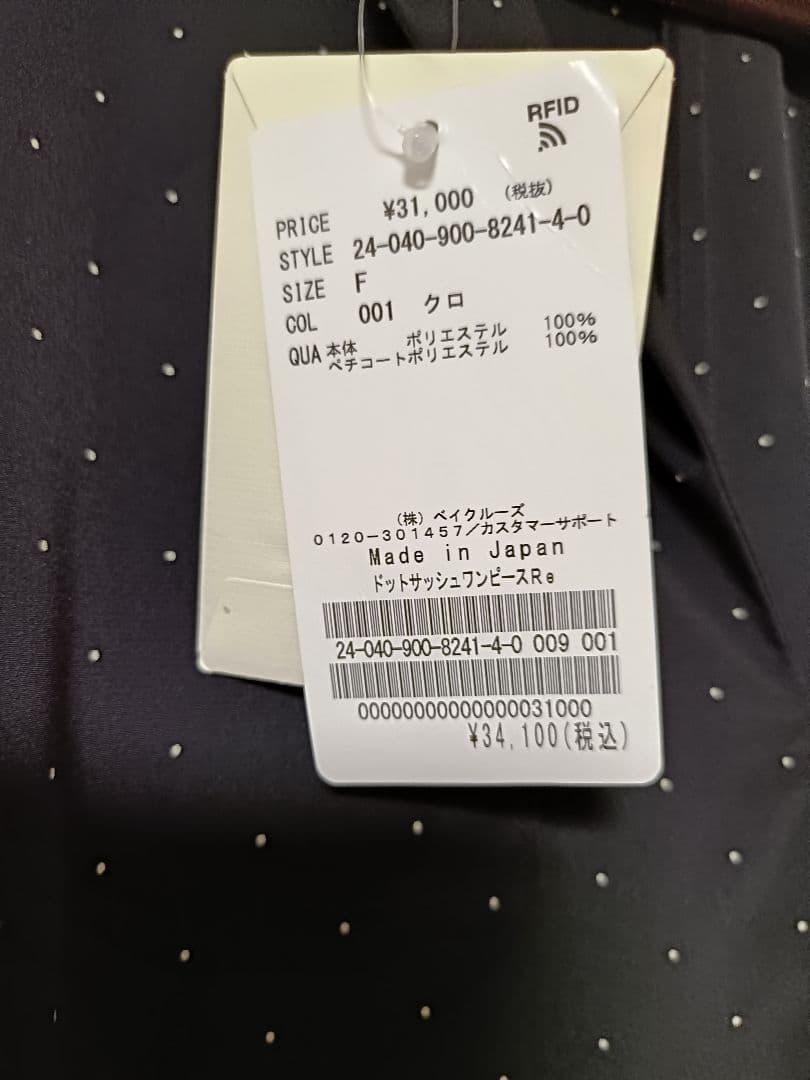 RFID
PRICE ¥31,000 (税抜)
STYLE 24-040-900-8241-4-0
SIZE F
COL 001 クロ
QUA 本体 ポリエステル 100%
ペチコートポリエステル 100%
(株) ベイクルーズ
0120-301457/カスタマーサポート
Made in Japan
ドットサッシュワンピースRe
24-040-900-8241-4-0 009 001
00000000000000031000
¥34,100(税込)